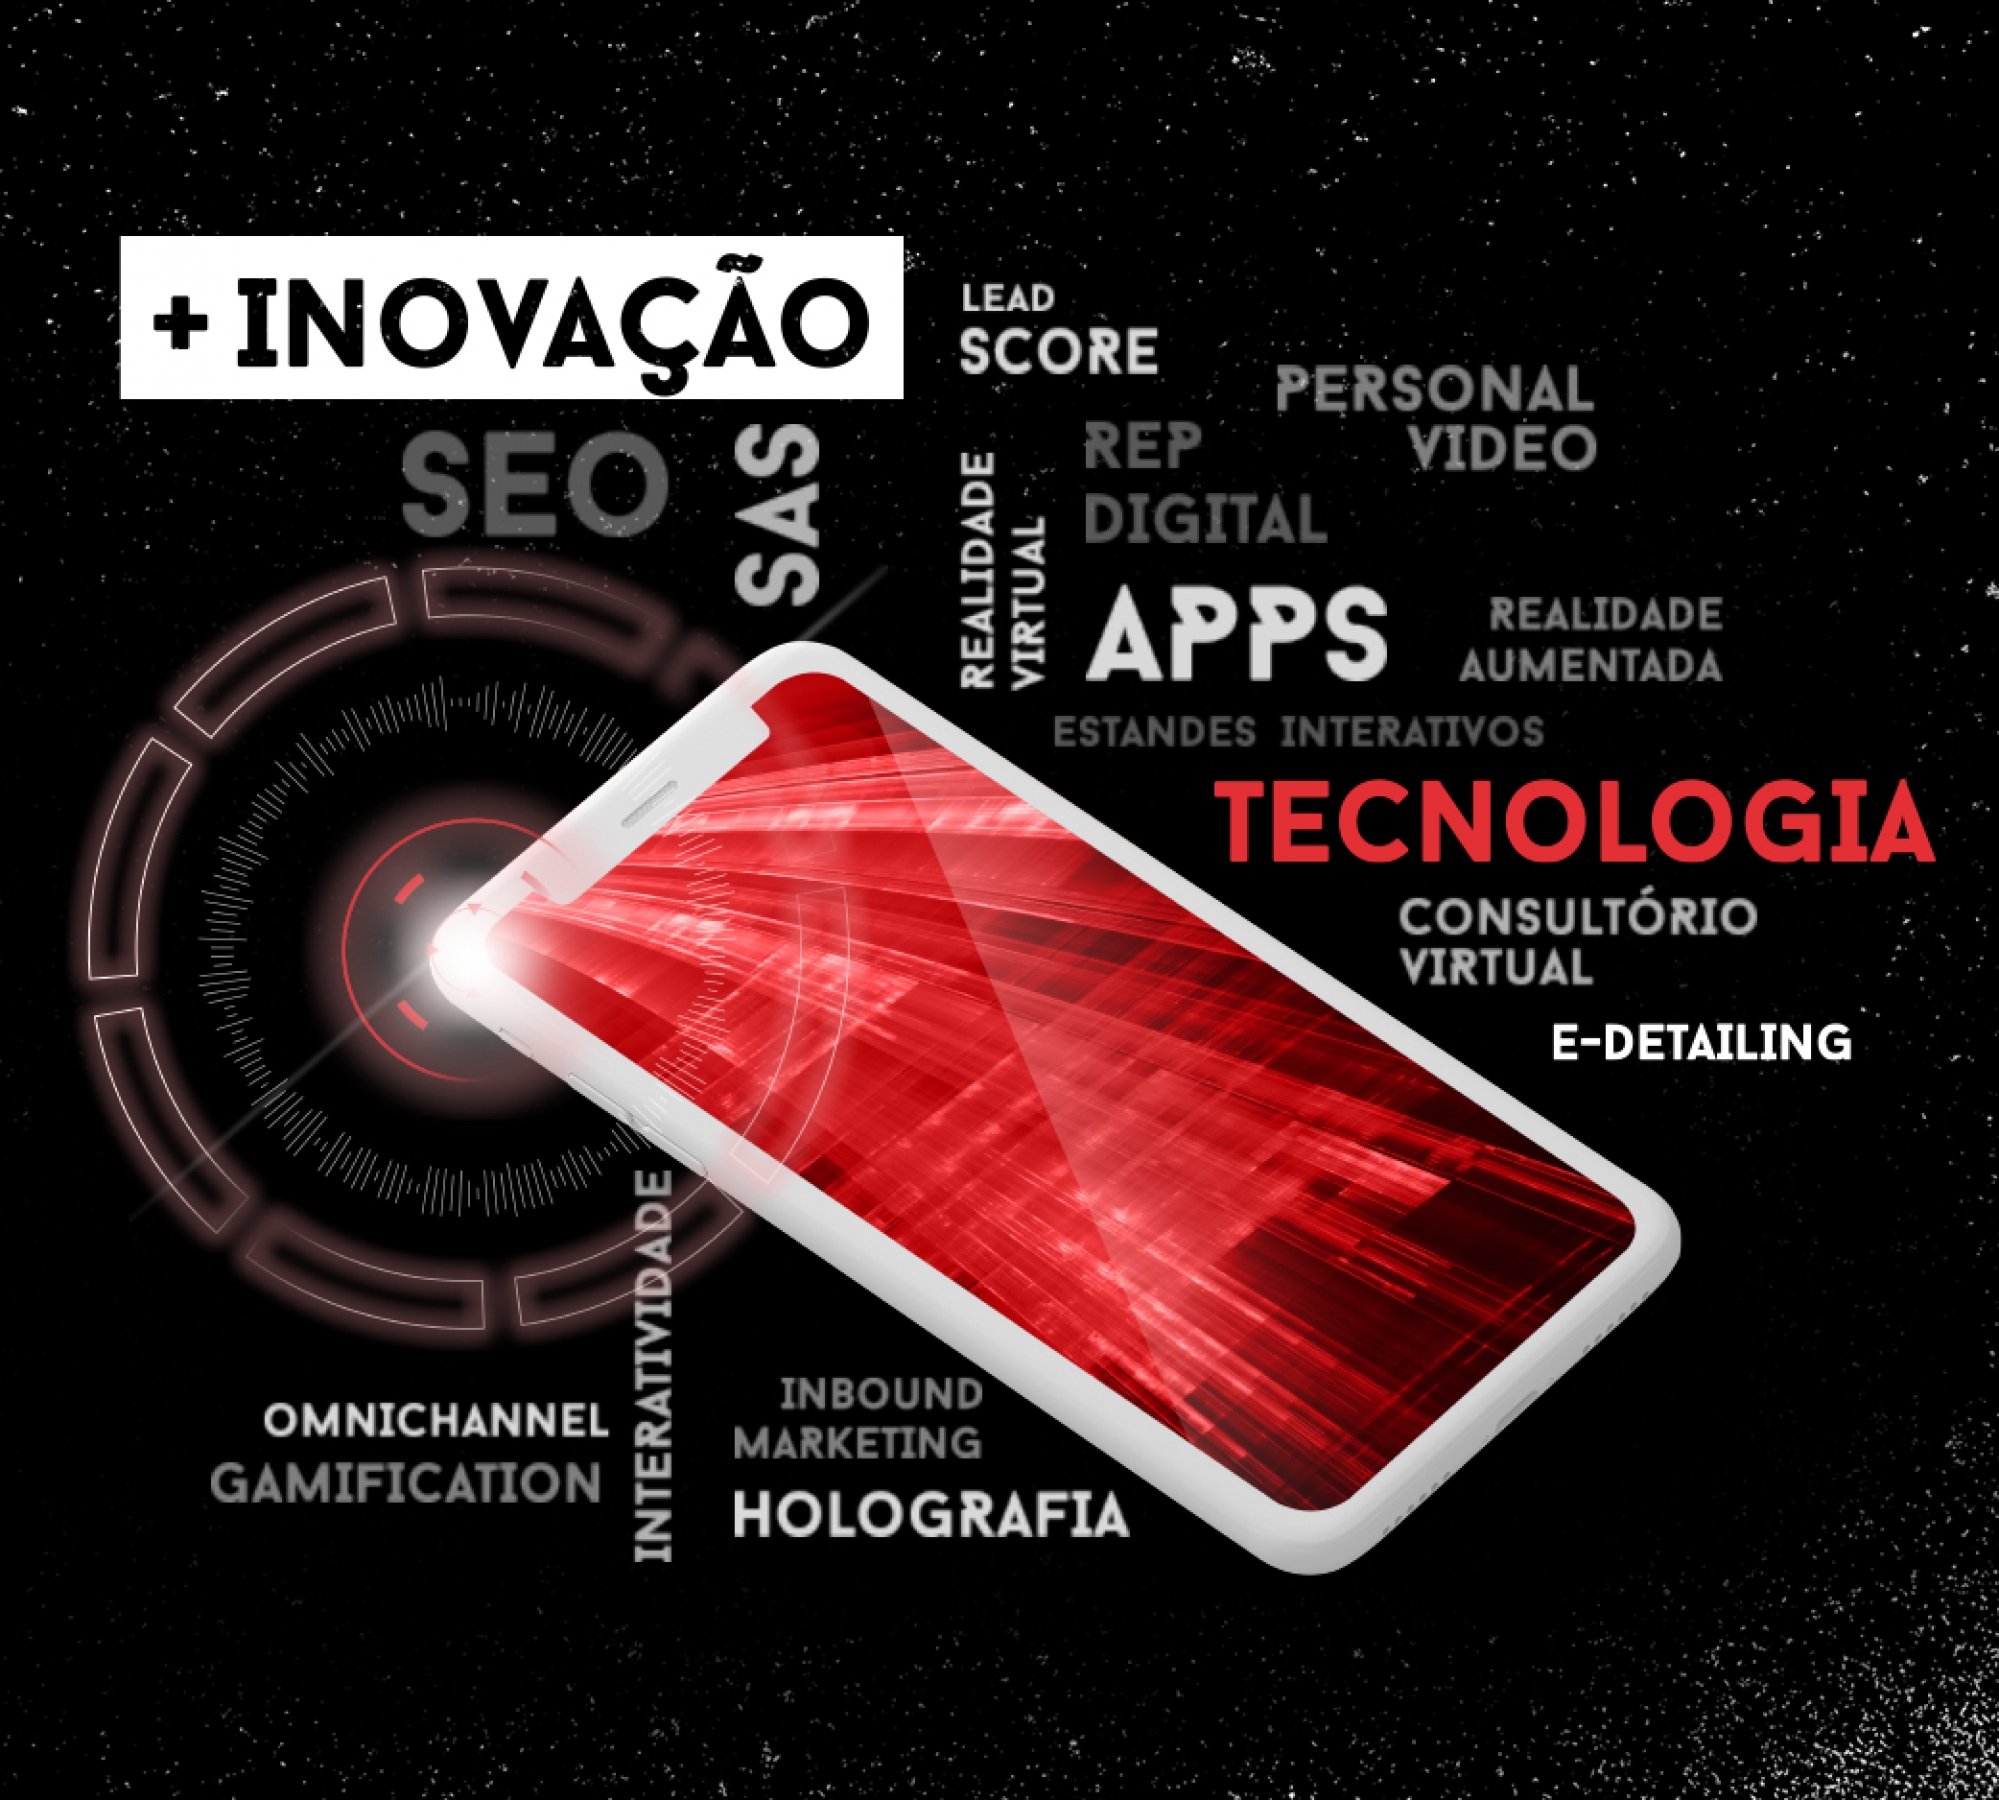 + INOVAÇÃO
LEAD
SCORE
PERSONAL
VIDEO
SEO
SAS
REALIDADE
VIRTUAL
REP
DIGITAL
APPS
REALIDADE
AUMENTADA
ESTANDES INTERATIVOS
TECNOLOGIA
CONSULTÓRIO
VIRTUAL
E-DETAILING
OMNICHANNEL
GAMIFICATION
INTERATIVIDADE
INBOUND
MARKETING
HOLOGRAFIA